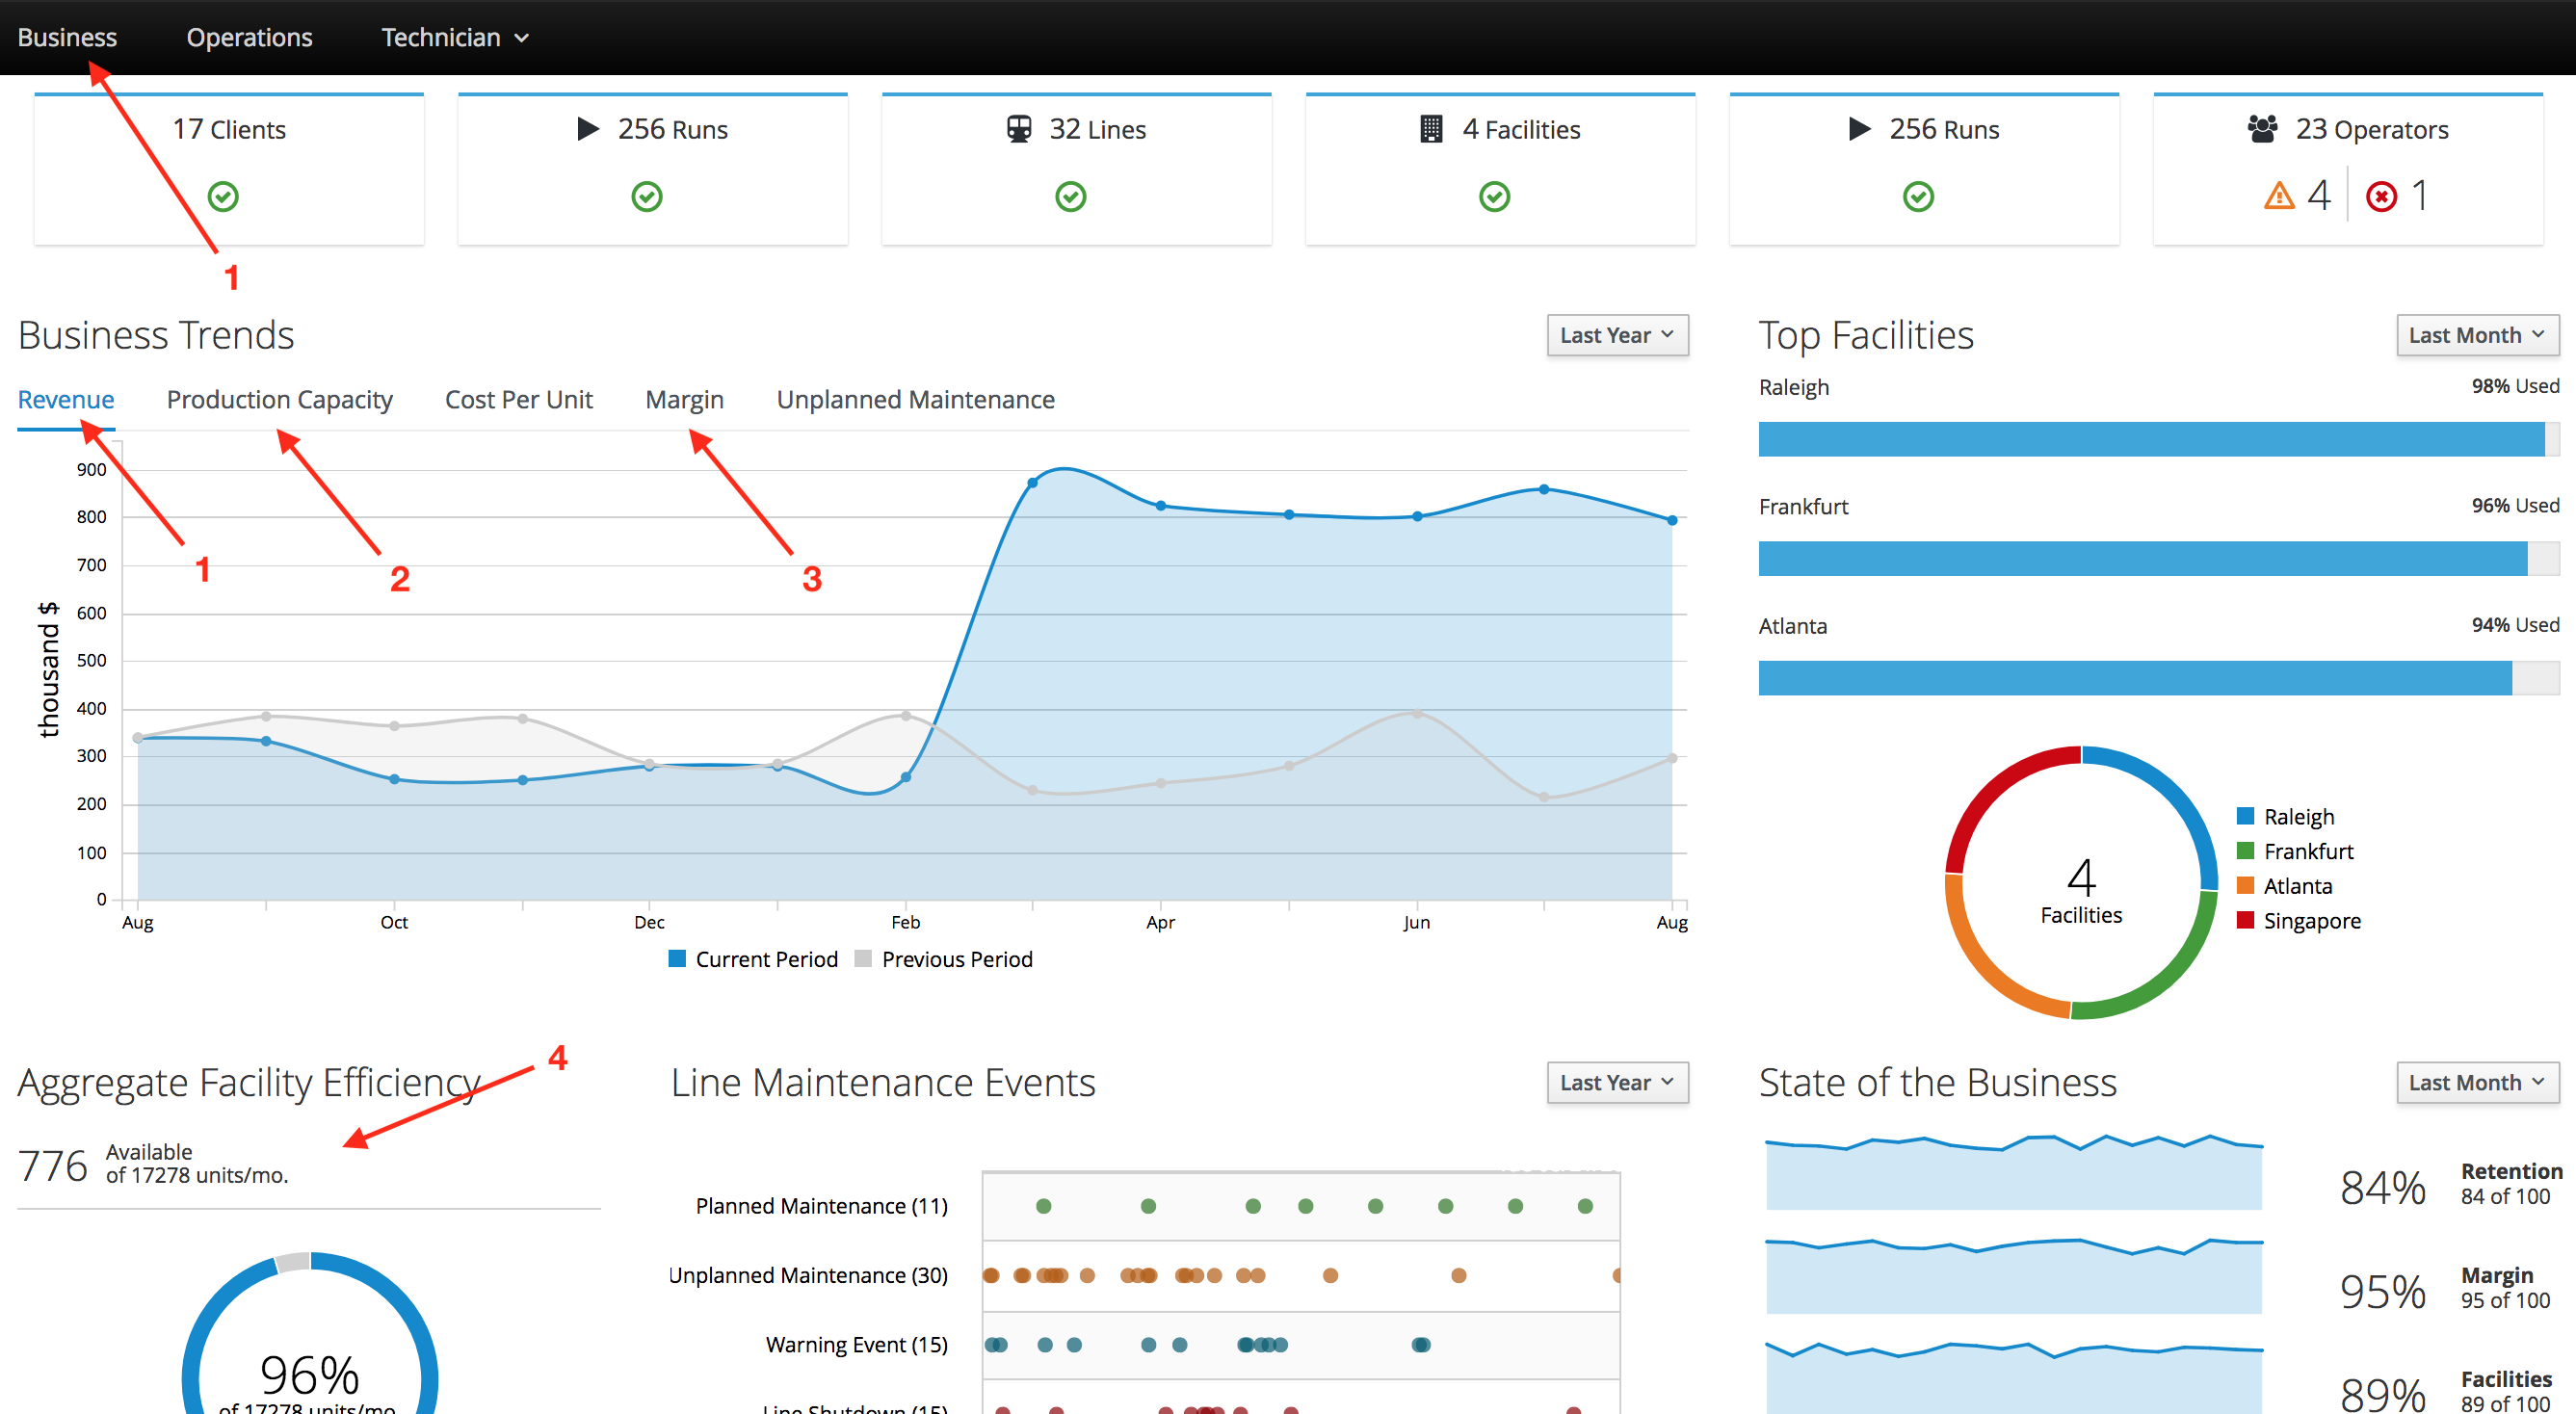 Business Operations Technician
17 Clients
256 Runs
32 Lines
4 Facilities
256 Runs
23 Operators
4 1
1
Business Trends
Last Year
Revenue Production Capacity Cost Per Unit Margin Unplanned Maintenance
1
2
3
thousand $
900
800
700
600
500
400
300
200
100
0
Aug Oct Dec Feb Apr Jun Aug
Current Period Previous Period
Top Facilities
Last Month
Raleigh 98% Used
Frankfurt 96% Used
Atlanta 94% Used
4
Facilities
Raleigh
Frankfurt
Atlanta
Singapore
4
Aggregate Facility Efficiency
776 Available
of 17278 units/mo.
96%
of 17278 units/mo.
Line Maintenance Events
Last Year
Planned Maintenance (11)
Unplanned Maintenance (30)
Warning Event (15)
Line Shutdown (15)
State of the Business
Last Month
84% Retention
84 of 100
95% Margin
95 of 100
89% Facilities
89 of 100